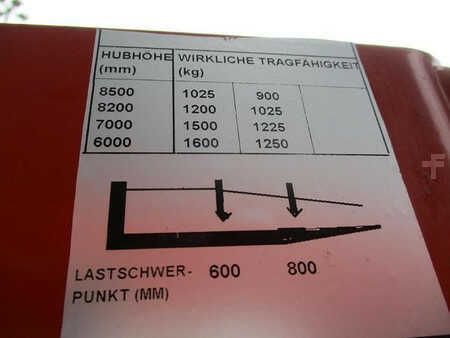 HUBHÖHE WIRKLICHE TRAGFÄHIGKEIT
(mm) (kg)
8500 1025 900
8200 1200 1025
7000 1500 1225
6000 1600 1250
LASTSCHWER- 600 800
PUNKT (MM)